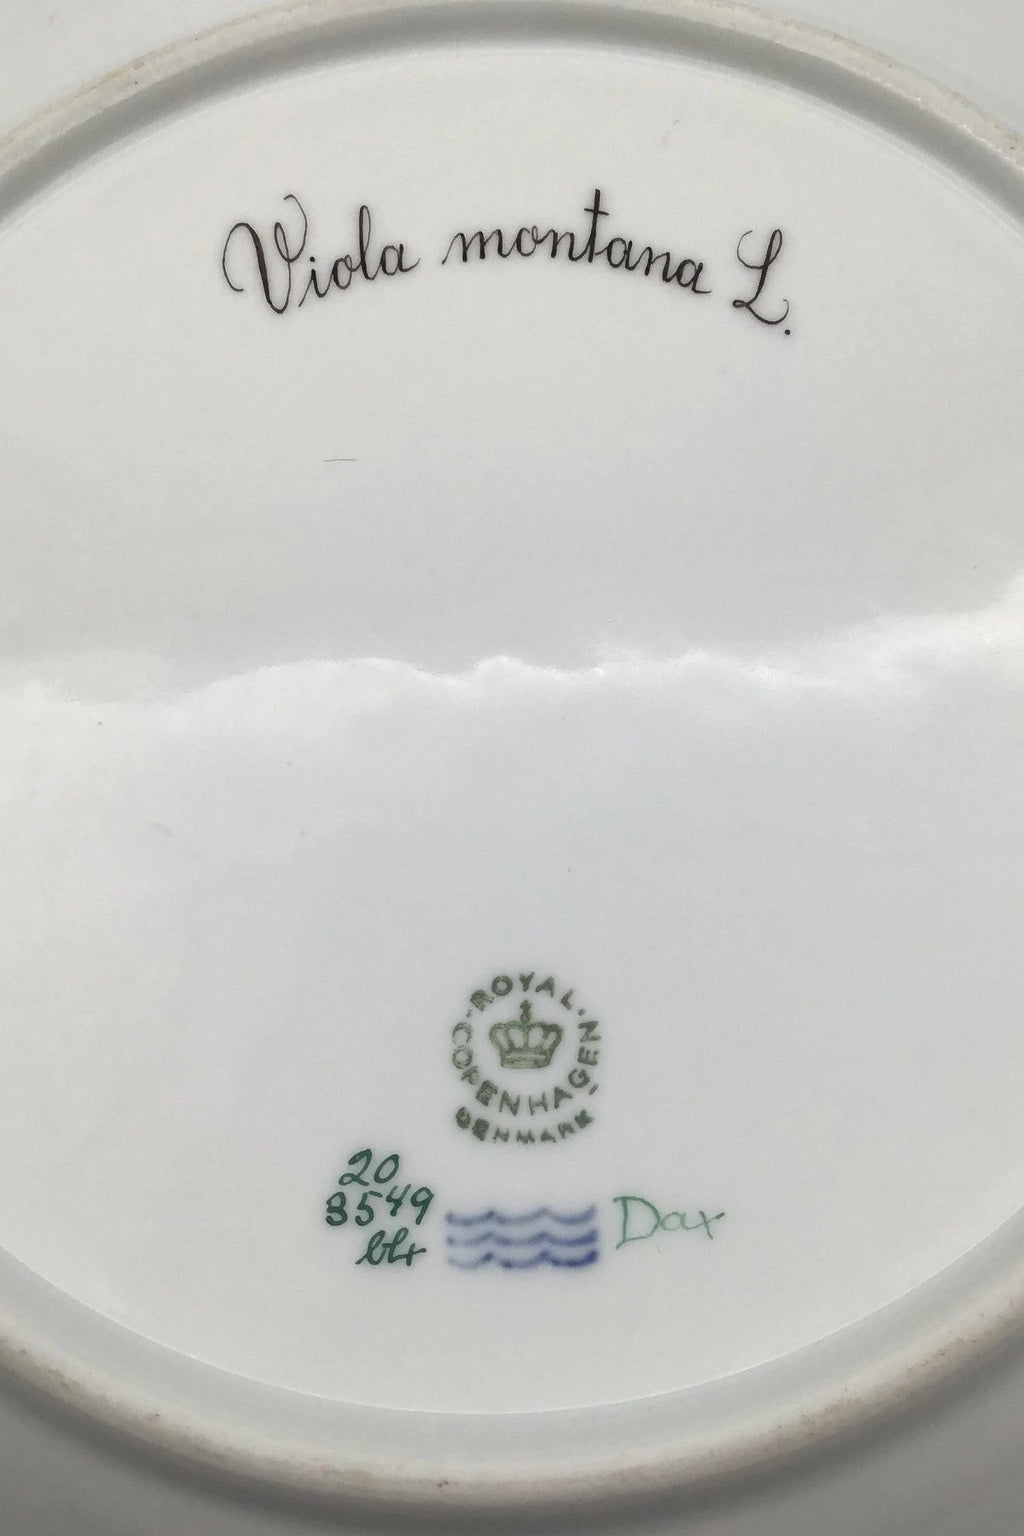 Viola montana L.
ROYAL COPENHAGEN
DENMARK
20
3549
Dax